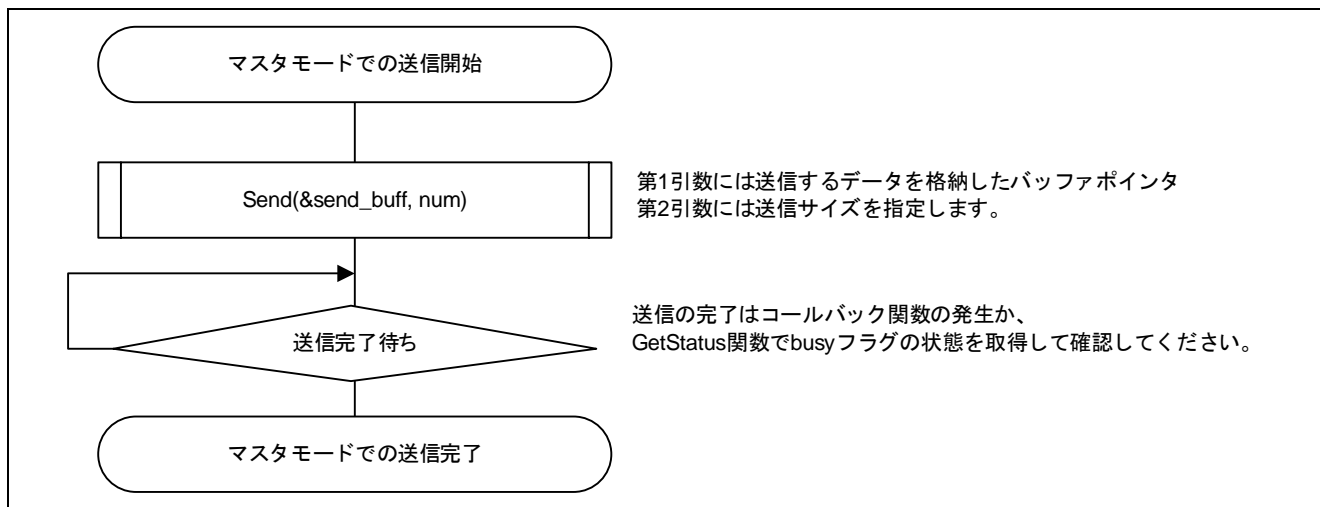 マスタモードでの送信開始
Send(&send_buff, num)
第1引数には送信するデータを格納したバッファポインタ
第2引数には送信サイズを指定します。
送信完了待ち
送信の完了はコールバック関数の発生か、
GetStatus関数でbusyフラグの状態を取得して確認してください。
マスタモードでの送信完了